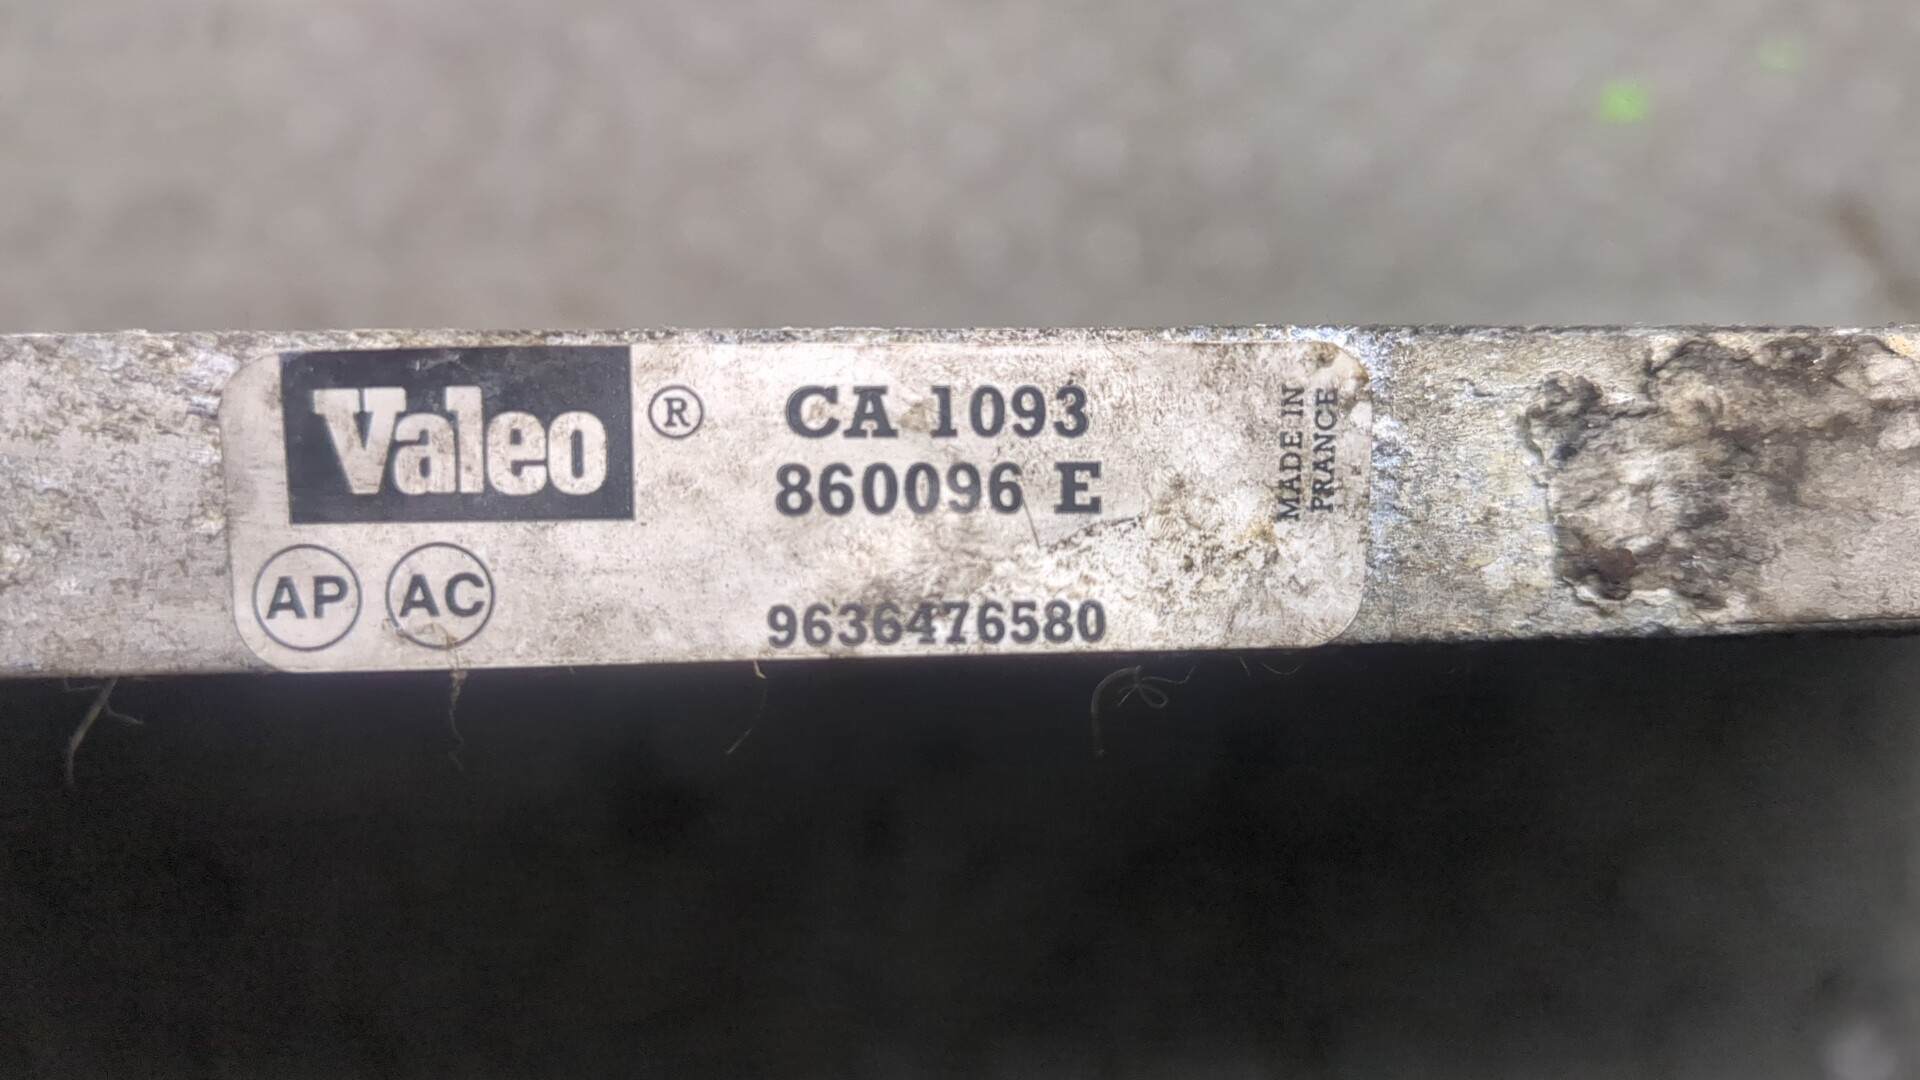 Valeo ®
CA 1093
860096 E
MADE IN
FRANCE
AP AC
9636476580